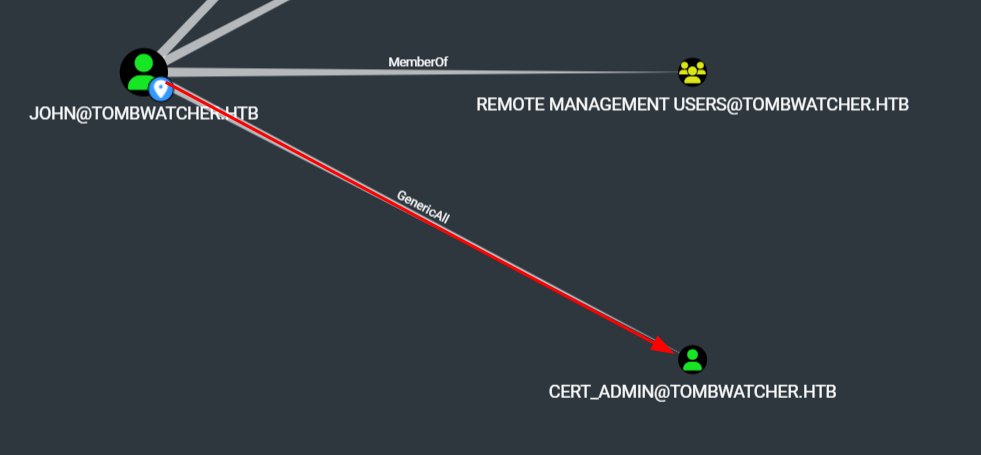 MemberOf
JOHN@TOMBWATCHER.HTB
REMOTE MANAGEMENT USERS@TOMBWATCHER.HTB
GenericAll
CERT_ADMIN@TOMBWATCHER.HTB